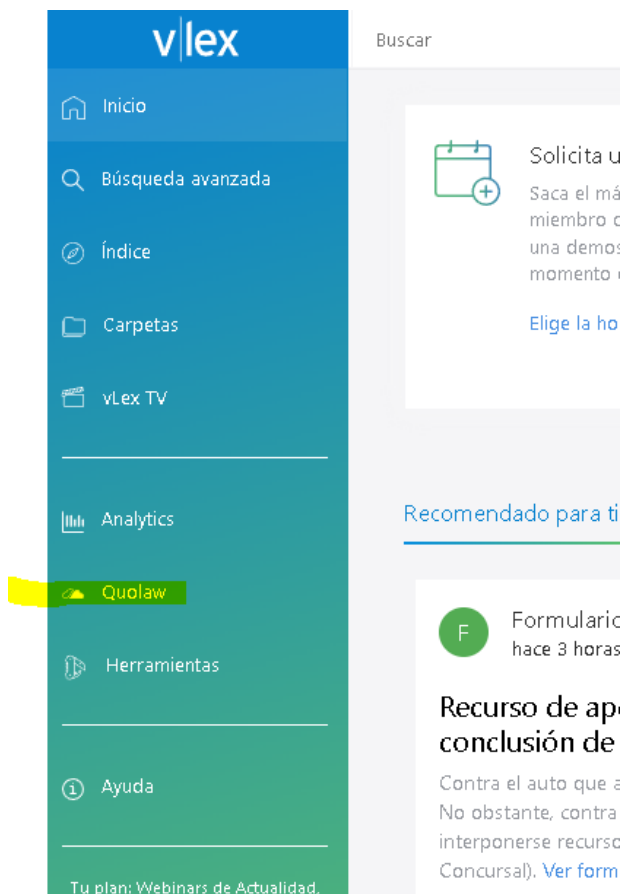 v|lex
Inicio
Búsqueda avanzada
Índice
Carpetas
vLex TV
Analytics
Quolaw
Herramientas
Ayuda
Tu plan: Webinars de Actualidad.
Buscar
Solicita u
Saca el má
miembro
una demos
momento
Elige la ho
Recomendado para ti
F
Formulario
hace 3 horas
Recurso de ap
conclusión de
Contra el auto que a
No obstante, contra
interponerse recurso
Concursal). Ver form